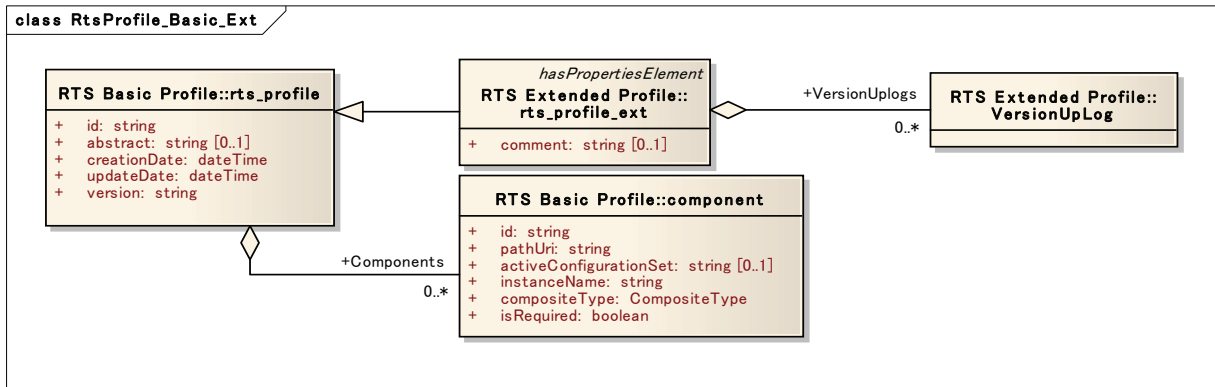 class RtsProfile_Basic_Ext
RTS Basic Profile::rts_profile
+ id: string
+ abstract: string [0..1]
+ creationDate: dateTime
+ updateDate: dateTime
+ version: string
hasPropertiesElement
RTS Extended Profile::
rts_profile_ext
+ comment: string [0..1]
+VersionUplogs
0..*
RTS Extended Profile::
VersionUpLog
+Components
0..*
RTS Basic Profile::component
+ id: string
+ pathUri: string
+ activeConfigurationSet: string [0..1]
+ instanceName: string
+ compositeType: CompositeType
+ isRequired: boolean